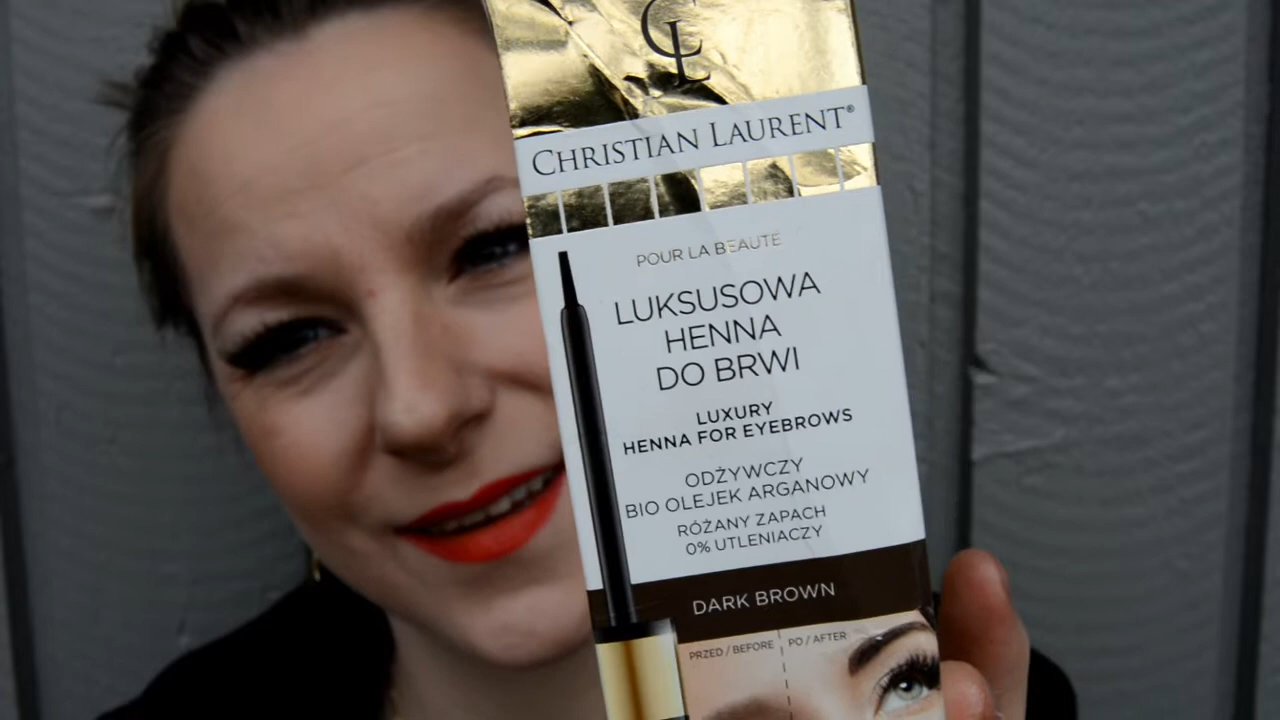 CL
CHRISTIAN LAURENT®
POUR LA BEAUTÉ
LUKSUSOWA
HENNA
DO BRWI
LUXURY
HENNA FOR EYEBROWS
ODŻYWCZY
BIO OLEJEK ARGANOWY
RÓŻANY ZAPACH
0% UTLENIACZY
DARK BROWN
PRZED / BEFORE
PO / AFTER